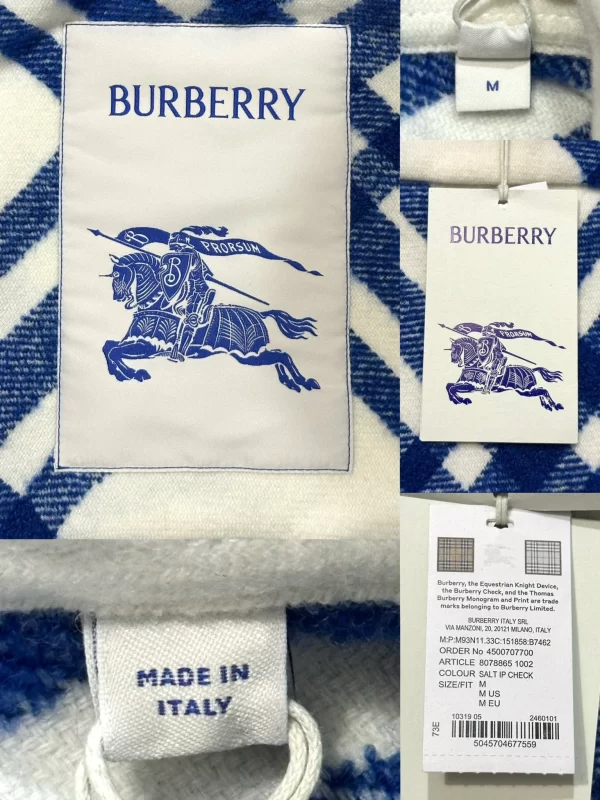 BURBERRY
PRORSUM
M
BURBERRY
PRORSUM
MADE IN
ITALY
Burberry, the Equestrian Knight Device,
the Burberry Check, and the Thomas
Burberry Monogram and Print are trade
marks belonging to Burberry Limited.
BURBERRY ITALY SRL
VIA MANZONI, 20, 20121 MILANO, ITALY
M:P:M93N11.33C:151858:B7462
ORDER No 4500707700
ARTICLE 8078865 1002
COLOUR SALT IP CHECK
SIZE/FIT M
M US
M EU
73E
10319 05 2460101
5045704677559